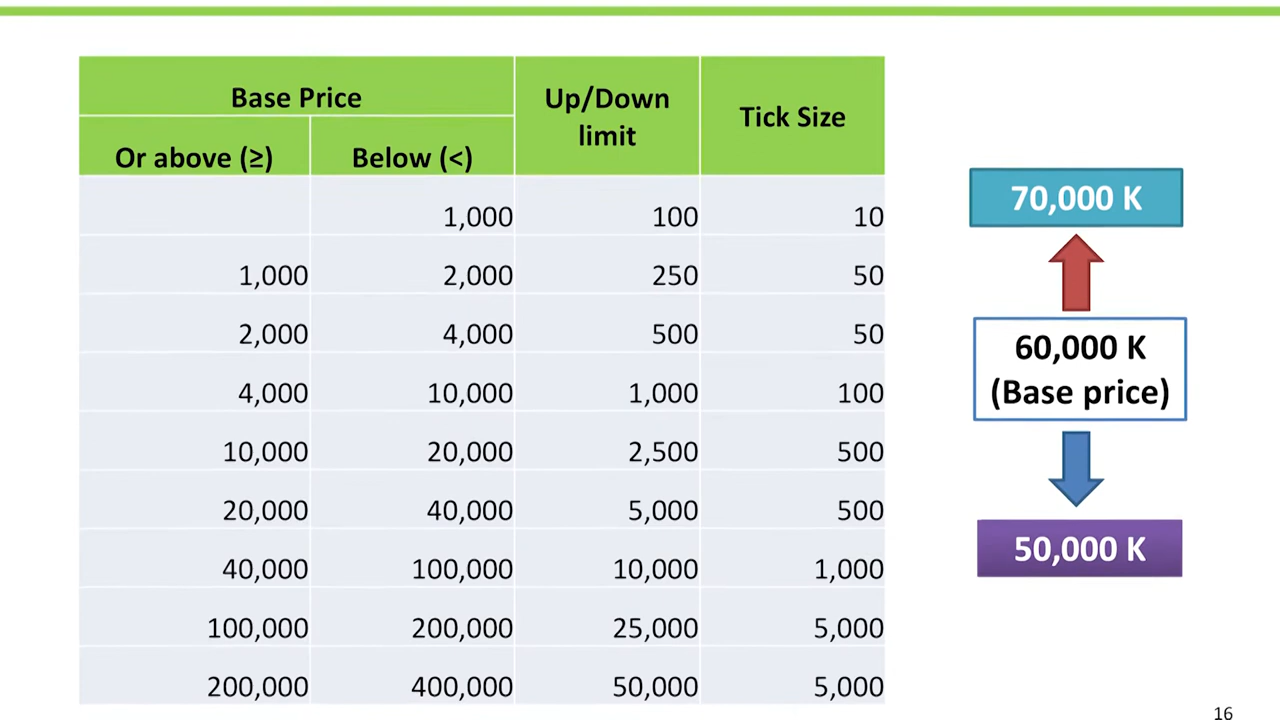 Base Price
Up/Down
limit
Tick Size
Or above (≥)
Below (<)
1,000 100 10
1,000 2,000 250 50
2,000 4,000 500 50
4,000 10,000 1,000 100
10,000 20,000 2,500 500
20,000 40,000 5,000 500
40,000 100,000 10,000 1,000
100,000 200,000 25,000 5,000
200,000 400,000 50,000 5,000
70,000 K
60,000 K
(Base price)
50,000 K
16